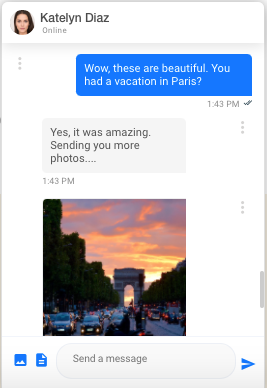 Katelyn Diaz
Online
Wow, these are beautiful. You
had a vacation in Paris?
1:43 PM
Yes, it was amazing.
Sending you more
photos....
1:43 PM
Send a message